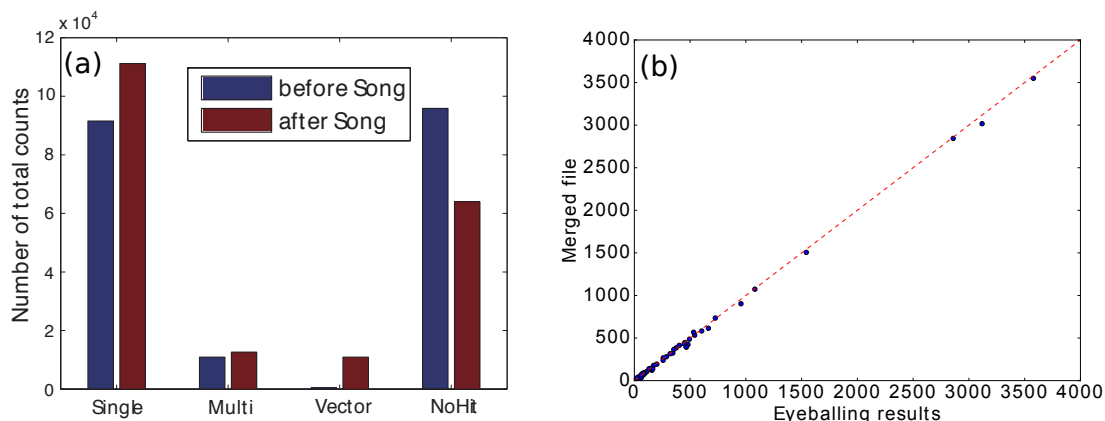 x 10⁴
(a)
before Song
after Song
Number of total counts
12
10
8
6
4
2
0
Single Multi Vector NoHit
(b)
Merged file
4000
3500
3000
2500
2000
1500
1000
500
0
0 500 1000 1500 2000 2500 3000 3500 4000
Eyeballing results